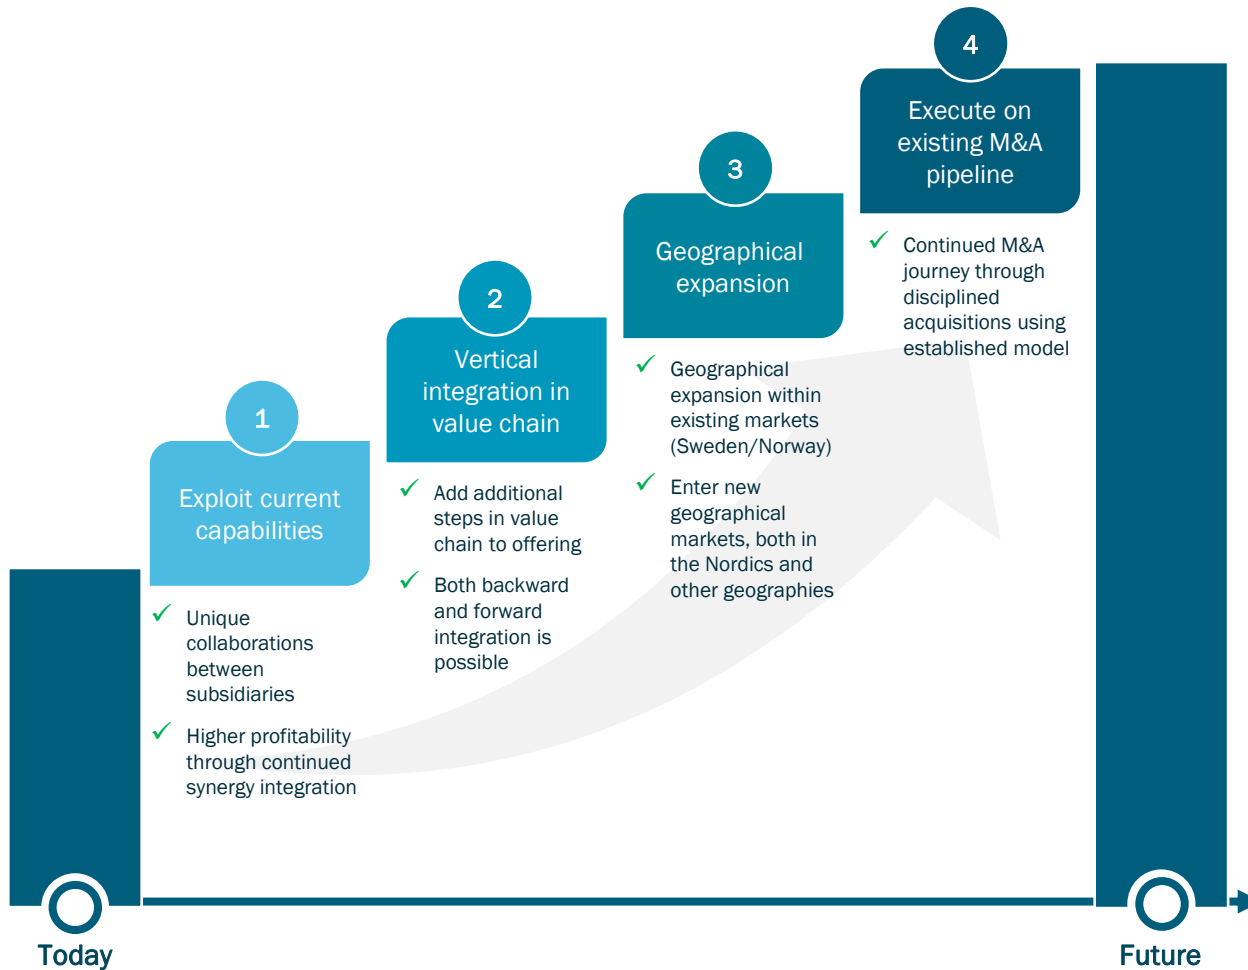 1
Exploit current
capabilities
Unique
collaborations
between
subsidiaries
Higher profitability
through continued
synergy integration
2
Vertical
integration in
value chain
Add additional
steps in value
chain to offering
Both backward
and forward
integration is
possible
3
Geographical
expansion
Geographical
expansion within
existing markets
(Sweden/Norway)
Enter new
geographical
markets, both in
the Nordics and
other geographies
4
Execute on
existing M&A
pipeline
Continued M&A
journey through
disciplined
acquisitions using
established model
Today
Future